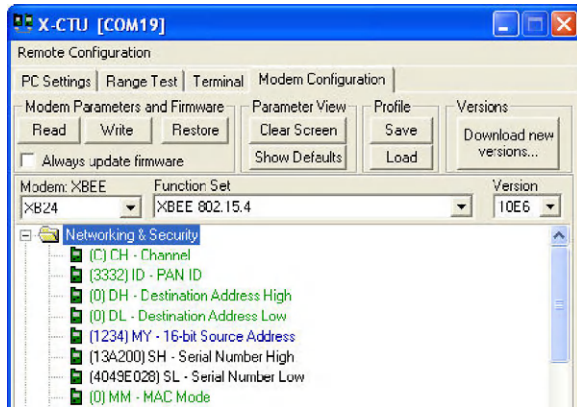 X-CTU [COM19]
Remote Configuration
PC Settings Range Test Terminal Modem Configuration
Modem Parameters and Firmware Parameter View Profile Versions
Read Write Restore Clear Screen Save Download new versions...
Always update firmware Show Defaults Load
Modem: XBEE Function Set Version
XB24 XBEE 802.15.4 10E6
Networking & Security
(C) CH - Channel
(3332) ID - PAN ID
(0) DH - Destination Address High
(0) DL - Destination Address Low
(1234) MY - 16-bit Source Address
(13A200) SH - Serial Number High
(4049E028) SL - Serial Number Low
(0) MM - MAC Mode